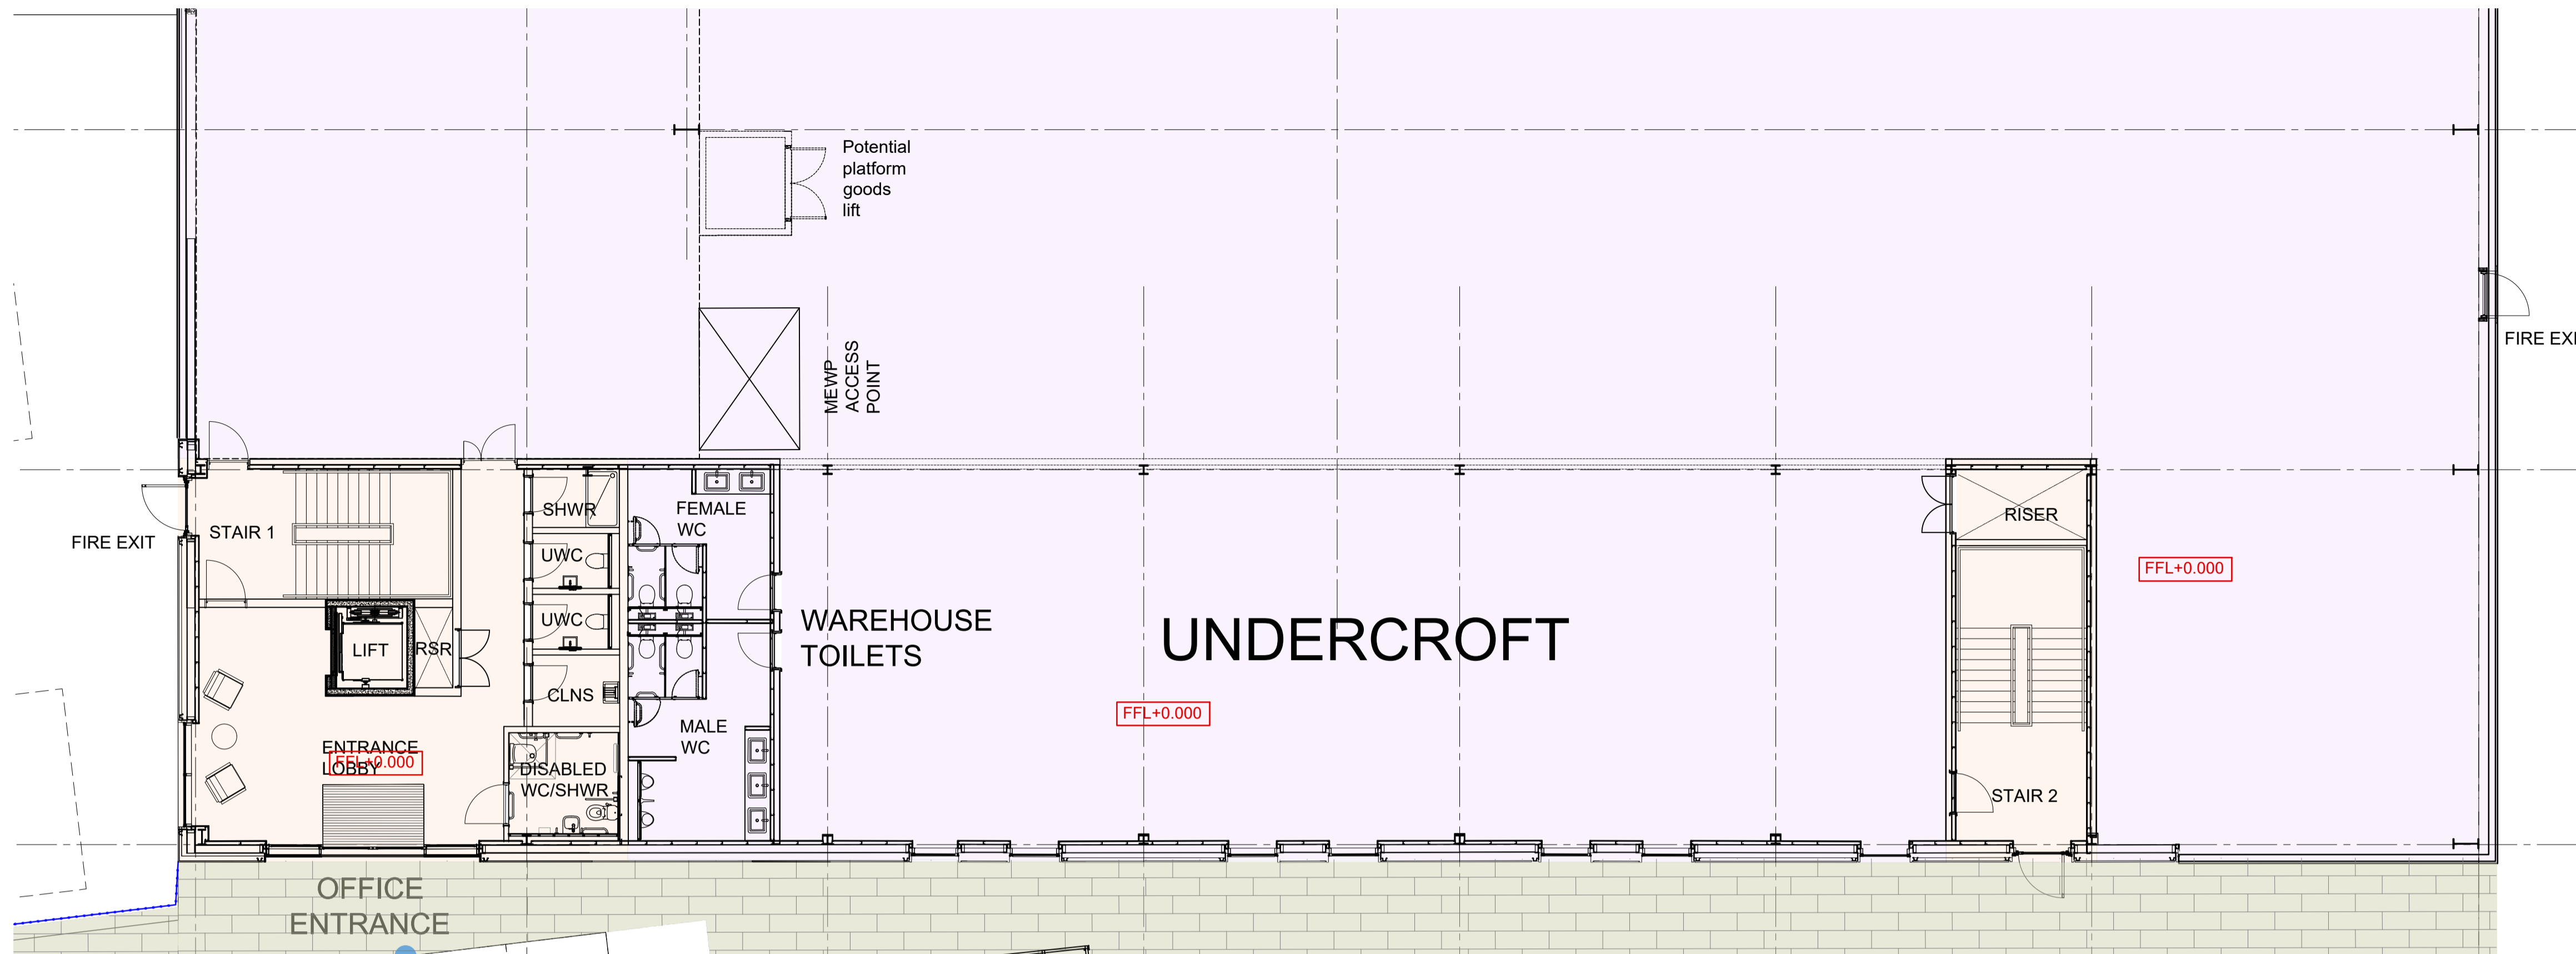 Potential
platform
goods
lift
MEWP
ACCESS
POINT
FIRE EXI
SHWR
FEMALE
WC
STAIR 1
FIRE EXIT
UWC
RISER
FFL+0.000
UWC
WAREHOUSE
TOILETS
UNDERCROFT
LIFT
RSR
CLNS
FFL+0.000
MALE
WC
ENTRANCE
LOBBY
FFL+0.000
DISABLED
WC/SHWR
STAIR 2
OFFICE
ENTRANCE